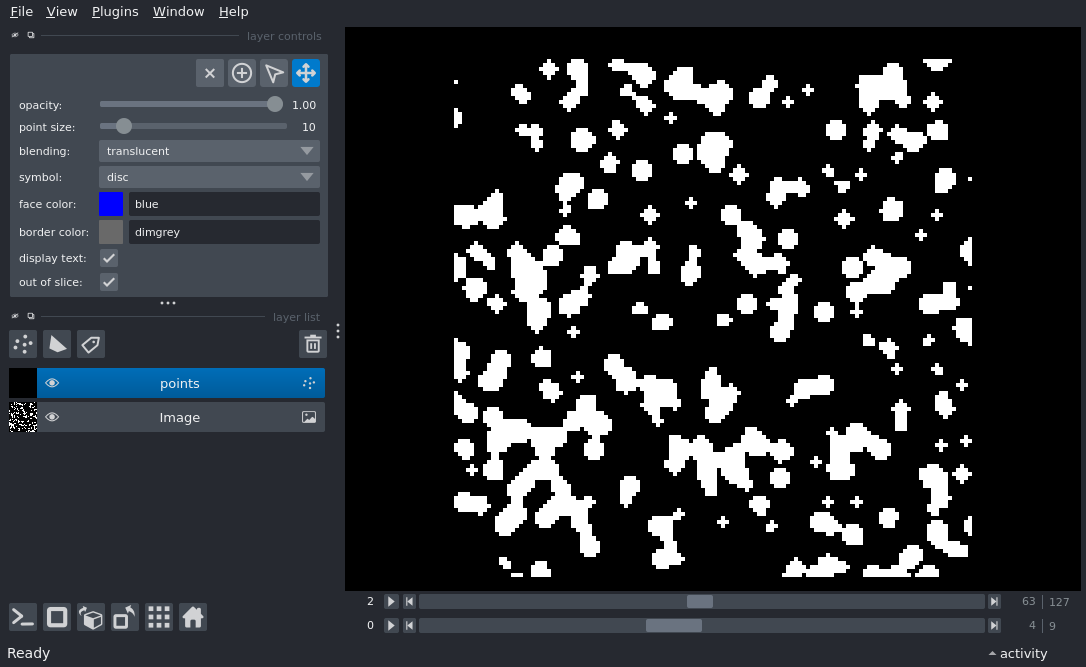 File View Plugins Window Help
layer controls
opacity: 1.00
point size: 10
blending: translucent
symbol: disc
face color: blue
border color: dimgrey
display text:
out of slice:
layer list
points
Image
2 63 127
0 4 9
Ready activity